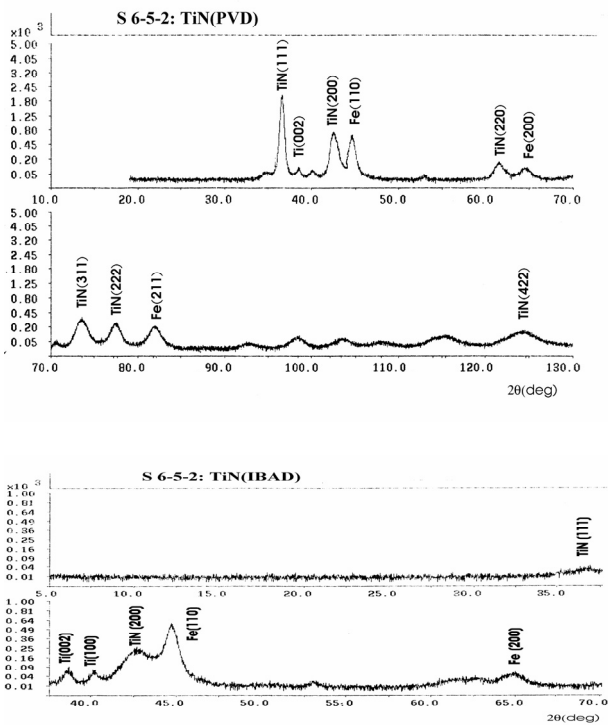 S 6-5-2: TiN(PVD)
x10 3
5.00
4.05
3.20
2.45
1.80
1.25
0.80
0.45
0.20
0.05
TiN(111)
Ti(002)
TiN(200)
Fe(110)
TiN(220)
Fe(200)
10.0 20.0 30.0 40.0 50.0 60.0 70.0
5.00
4.05
3.20
2.45
1.80
1.25
0.80
0.45
0.20
0.05
TiN(311)
TiN(222)
Fe(211)
TiN(422)
70.0 80.0 90.0 100.0 110.0 120.0 130.0
2θ(deg)
S 6-5-2: TiN(IBAD)
x10 3
1.00
0.81
0.64
0.49
0.36
0.25
0.16
0.09
0.04
0.01
TiN (111)
5.0 10.0 15.0 20.0 25.0 30.0 35.0
1.00
0.81
0.64
0.49
0.36
0.25
0.16
0.09
0.04
0.01
Ti(002)
Ti(100)
TiN (200)
Fe(110)
Fe (200)
40.0 45.0 50.0 55.0 60.0 65.0 70.0
2θ(deg)